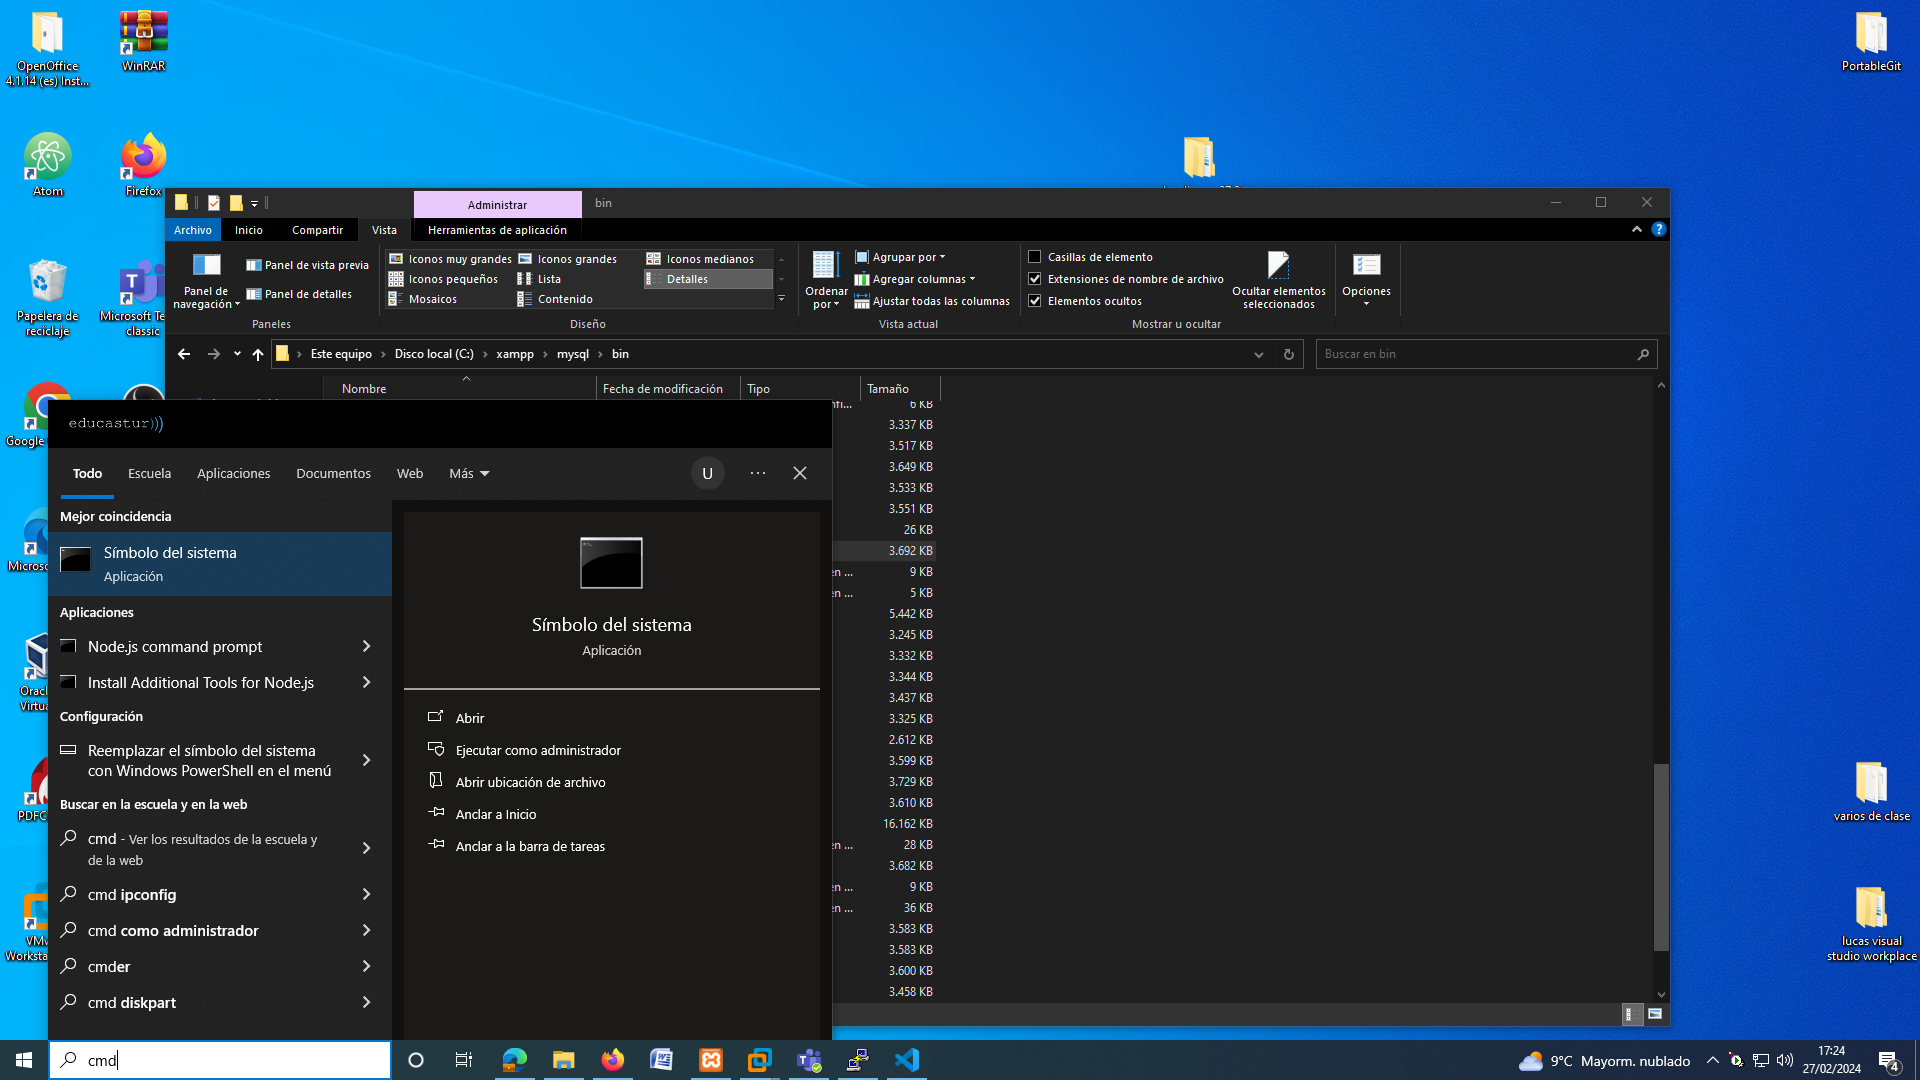 OpenOffice
4.1.14 (es) Inst...
WinRAR
PortableGit
Atom
Firefox
Papelera de
reciclaje
Microsoft Te
classic
Google
Microso
Orac
Virtua
PDFC
VMw
Worksta
varios de clase
lucas visual
studio workplace
Administrar
bin
Archivo
Inicio
Compartir
Vista
Herramientas de aplicación
Panel de
navegación
Panel de vista previa
Panel de detalles
Paneles
Iconos muy grandes
Iconos grandes
Iconos medianos
Iconos pequeños
Lista
Detalles
Mosaicos
Contenido
Diseño
Ordenar
por
Agrupar por
Agregar columnas
Ajustar todas las columnas
Vista actual
Casillas de elemento
Extensiones de nombre de archivo
Elementos ocultos
Ocultar elementos
seleccionados
Mostrar u ocultar
Opciones
Este equipo
Disco local (C:)
xampp
mysql
bin
Buscar en bin
Nombre
Fecha de modificación
Tipo
Tamaño
nfi...
6 KB
3.337 KB
3.517 KB
3.649 KB
3.533 KB
3.551 KB
26 KB
3.692 KB
en ...
9 KB
en ...
5 KB
5.442 KB
3.245 KB
3.332 KB
3.344 KB
3.437 KB
3.325 KB
2.612 KB
3.599 KB
3.729 KB
3.610 KB
16.162 KB
en ...
28 KB
3.682 KB
en ...
9 KB
en ...
36 KB
3.583 KB
3.583 KB
3.600 KB
3.458 KB
educastur)))
Todo
Escuela
Aplicaciones
Documentos
Web
Más
U
Mejor coincidencia
Símbolo del sistema
Aplicación
Aplicaciones
Node.js command prompt
Install Additional Tools for Node.js
Configuración
Reemplazar el símbolo del sistema
con Windows PowerShell en el menú
Buscar en la escuela y en la web
cmd - Ver los resultados de la escuela y
de la web
cmd ipconfig
cmd como administrador
cmder
cmd diskpart
Símbolo del sistema
Aplicación
Abrir
Ejecutar como administrador
Abrir ubicación de archivo
Anclar a Inicio
Anclar a la barra de tareas
cmd
9°C Mayorm. nublado
17:24
27/02/2024
4